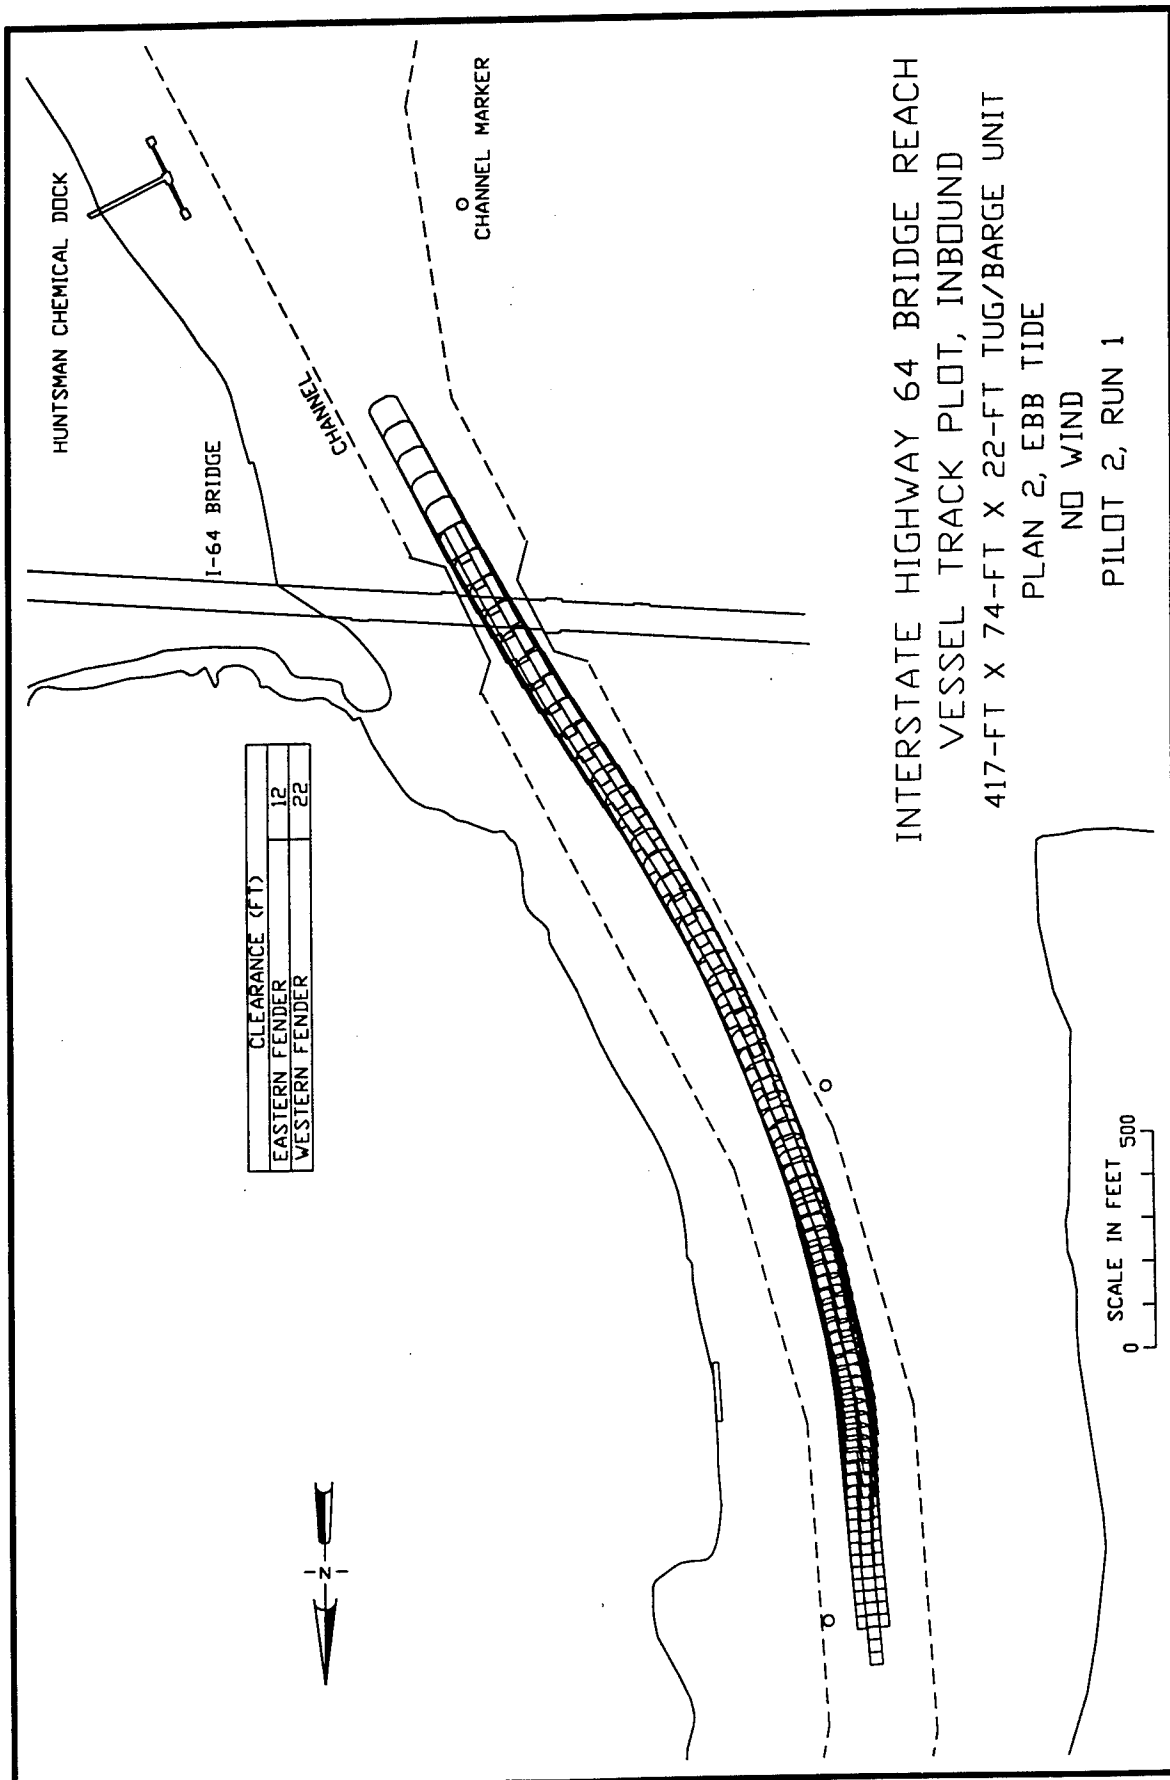 HUNTSMAN CHEMICAL DOCK
CHANNEL MARKER
I-64 BRIDGE
CHANNEL
CLEARANCE (FT)
EASTERN FENDER 12
WESTERN FENDER 22
N
INTERSTATE HIGHWAY 64 BRIDGE REACH
VESSEL TRACK PLOT, INBOUND
417-FT X 74-FT X 22-FT TUG/BARGE UNIT
PLAN 2, EBB TIDE
NO WIND
PILOT 2, RUN 1
SCALE IN FEET
0 500